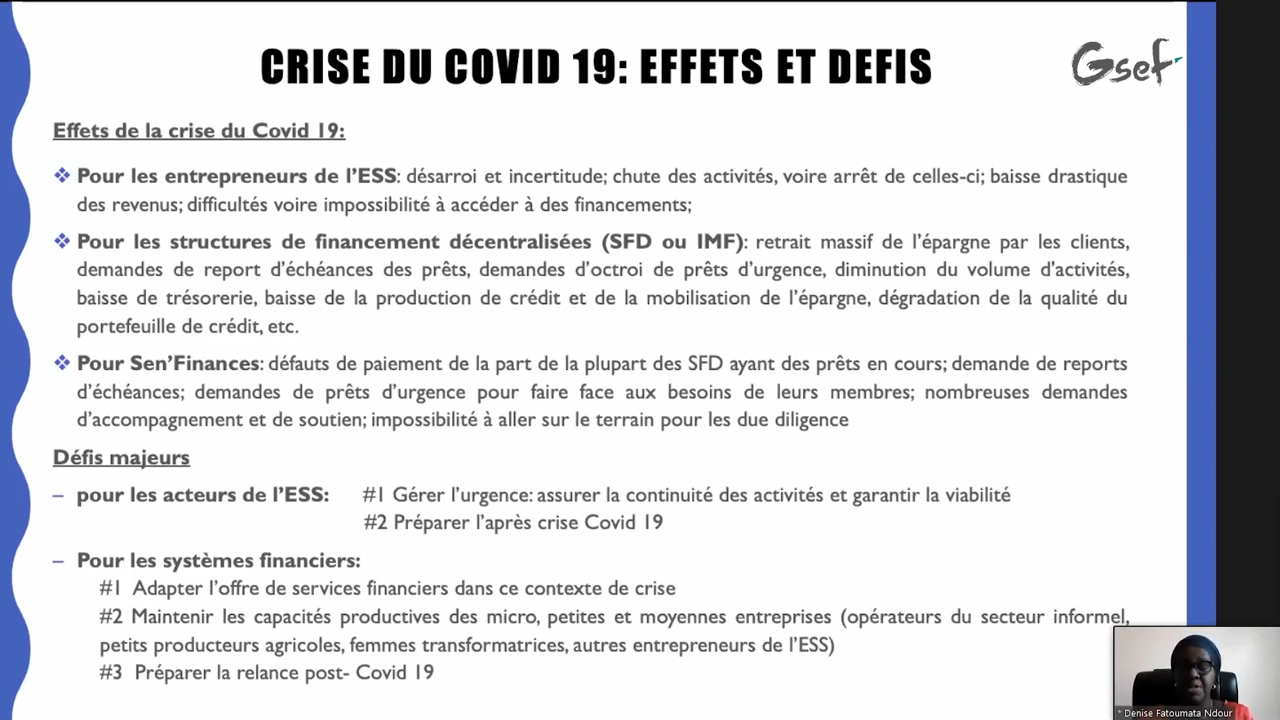 CRISE DU COVID 19: EFFETS ET DEFIS
Gsef
Effets de la crise du Covid 19:
❖ Pour les entrepreneurs de l’ESS: désarroi et incertitude; chute des activités, voire arrêt de celles-ci; baisse drastique
des revenus; difficultés voire impossibilité à accéder à des financements;
❖ Pour les structures de financement décentralisées (SFD ou IMF): retrait massif de l’épargne par les clients,
demandes de report d’échéances des prêts, demandes d’octroi de prêts d’urgence, diminution du volume d’activités,
baisse de trésorerie, baisse de la production de crédit et de la mobilisation de l’épargne, dégradation de la qualité du
portefeuille de crédit, etc.
❖ Pour Sen’Finances: défauts de paiement de la part de la plupart des SFD ayant des prêts en cours; demande de reports
d’échéances; demandes de prêts d’urgence pour faire face aux besoins de leurs membres; nombreuses demandes
d’accompagnement et de soutien; impossibilité à aller sur le terrain pour les due diligence
Défis majeurs
– pour les acteurs de l’ESS: #1 Gérer l’urgence: assurer la continuité des activités et garantir la viabilité
#2 Préparer l’après crise Covid 19
– Pour les systèmes financiers:
#1 Adapter l’offre de services financiers dans ce contexte de crise
#2 Maintenir les capacités productives des micro, petites et moyennes entreprises (opérateurs du secteur informel,
petits producteurs agricoles, femmes transformatrices, autres entrepreneurs de l’ESS)
#3 Préparer la relance post- Covid 19
* Denise Fatoumata Ndour